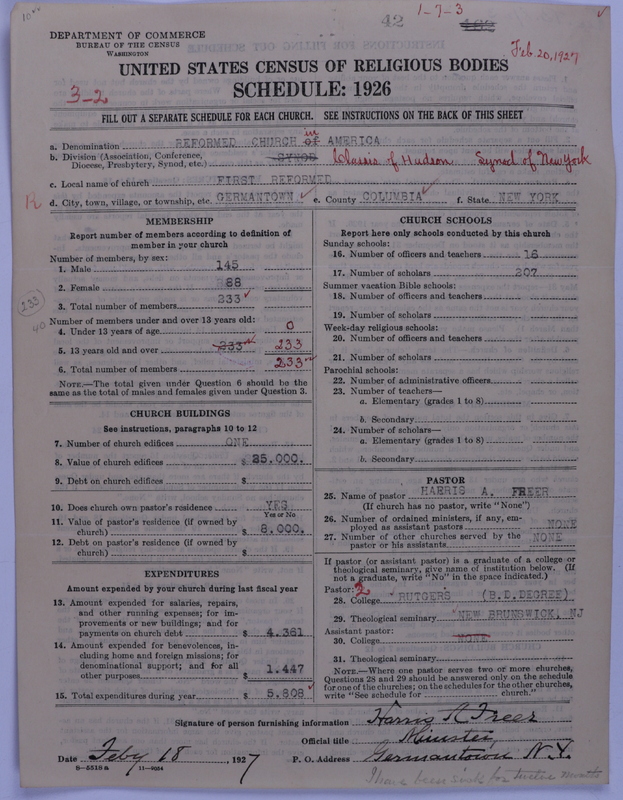 42 1-7-3
DEPARTMENT OF COMMERCE
BUREAU OF THE CENSUS
WASHINGTON
Feb. 20, 1927
UNITED STATES CENSUS OF RELIGIOUS BODIES
SCHEDULE: 1926
3-2
FILL OUT A SEPARATE SCHEDULE FOR EACH CHURCH. SEE INSTRUCTIONS ON THE BACK OF THIS SHEET
a. Denomination REFORMED CHURCH of in AMERICA
b. Division (Association, Conference, Diocese, Presbytery, Synod, etc.) SYNOD Classis of Hudson Synod of New York
c. Local name of church FIRST REFORMED
R d. City, town, village, or township, etc. GERMANTOWN e. County COLUMBIA f. State NEW YORK
MEMBERSHIP
Report number of members according to definition of
member in your church
Number of members, by sex:
1. Male 145
2. Female 88
3. Total number of members 233
233
40
Number of members under and over 13 years old:
4. Under 13 years of age 0
5. 13 years old and over 233 233
6. Total number of members 233
NOTE.—The total given under Question 6 should be the
same as the total of males and females given under Question 3.
CHURCH BUILDINGS
See instructions, paragraphs 10 to 12
7. Number of church edifices ONE
8. Value of church edifices $ 35.000.
9. Debt on church edifices $
10. Does church own pastor's residence YES
Yes or No
11. Value of pastor's residence (if owned by
church) $ 8.000.
12. Debt on pastor's residence (if owned by
church) $
EXPENDITURES
Amount expended by your church during last fiscal year
13. Amount expended for salaries, repairs,
and other running expenses; for im-
provements or new buildings; and for
payments on church debt $ 4.361
14. Amount expended for benevolences, in-
cluding home and foreign missions; for
denominational support; and for all
other purposes $ 1.447
15. Total expenditures during year $ 5.808
CHURCH SCHOOLS
Report here only schools conducted by this church
Sunday schools:
16. Number of officers and teachers 18
17. Number of scholars 207
Summer vacation Bible schools:
18. Number of officers and teachers
19. Number of scholars
Week-day religious schools:
20. Number of officers and teachers
21. Number of scholars
Parochial schools:
22. Number of administrative officers
23. Number of teachers—
a. Elementary (grades 1 to 8)
b. Secondary
24. Number of scholars—
a. Elementary (grades 1 to 8)
b. Secondary
PASTOR
25. Name of pastor HARRIS A. FREER
(If church has no pastor, write "None")
26. Number of ordained ministers, if any, em-
ployed as assistant pastors NONE
27. Number of other churches served by the
pastor or his assistants NONE
If pastor (or assistant pastor) is a graduate of a college or
theological seminary, give name of institution below. (If
not a graduate, write "No" in the space indicated.)
Pastor: 2
28. College RUTGERS (B.D.DEGREE)
29. Theological seminary NEW BRUNSWICK, NJ
Assistant pastor:
30. College NONE
31. Theological seminary
NOTE.—Where one pastor serves two or more churches,
Questions 28 and 29 should be answered only on the schedule
for one of the churches; on the schedules for the other churches,
write "See schedule for church."
Signature of person furnishing information Harris A Freer
Official title Minister
Date Feby 18, 1927 P. O. Address Germantown N.Y.
8-5518a 11-9054
I have been sick for twelve months